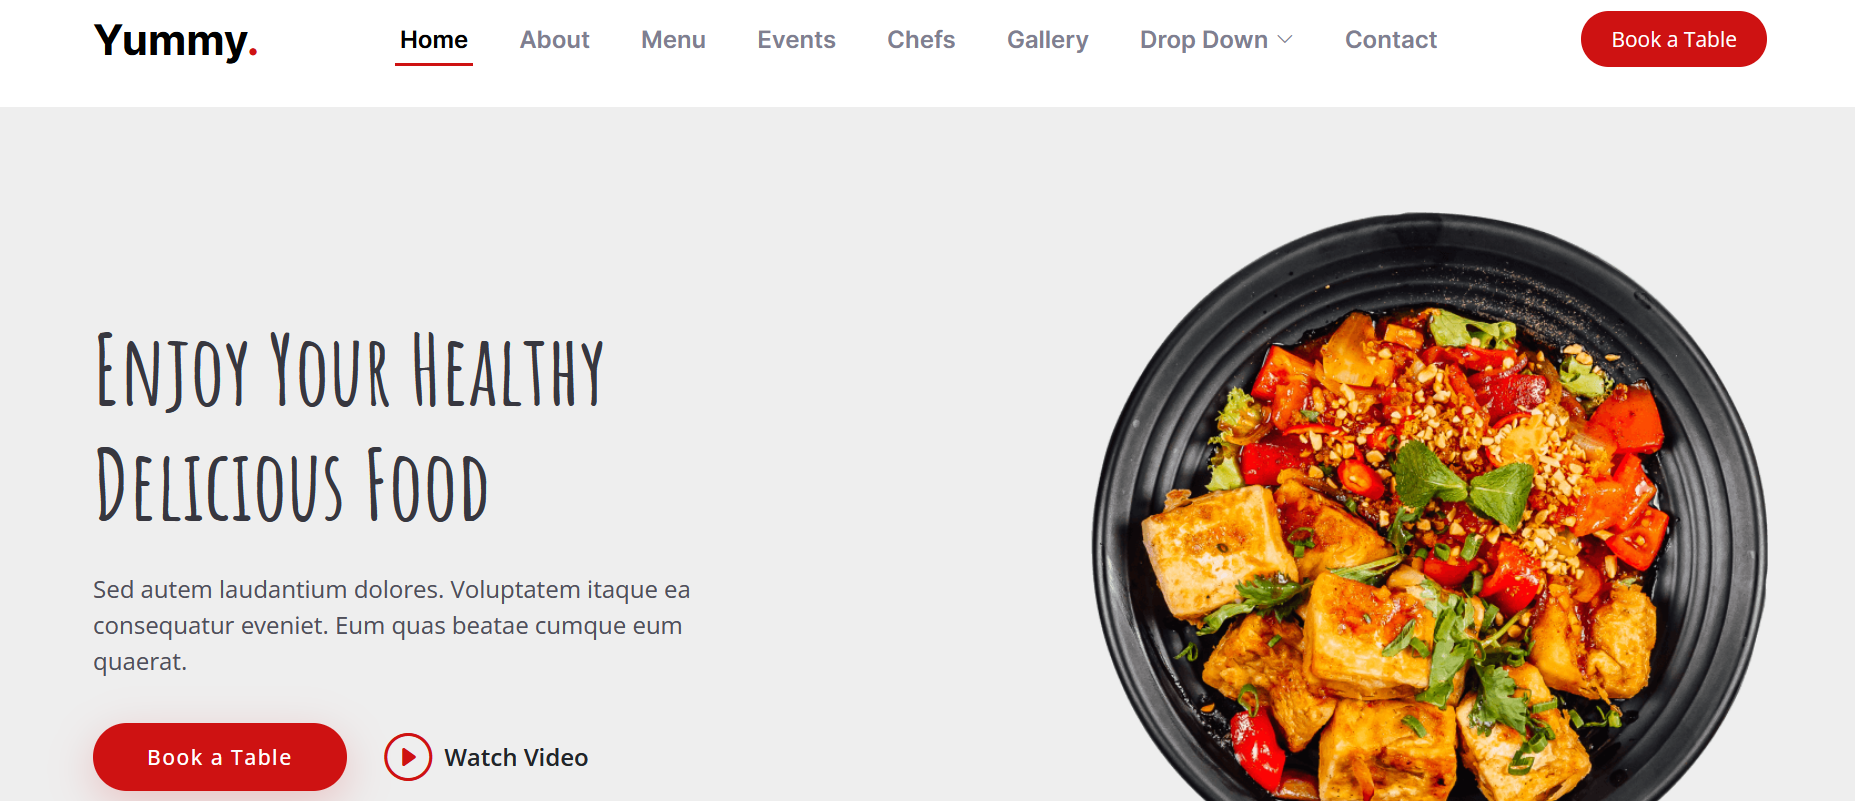 Yummy. Home About Menu Events Chefs Gallery Drop Down Contact Book a Table
Enjoy Your Healthy
Delicious Food
Sed autem laudantium dolores. Voluptatem itaque ea
consequatur eveniet. Eum quas beatae cumque eum
quaerat.
Book a Table Watch Video